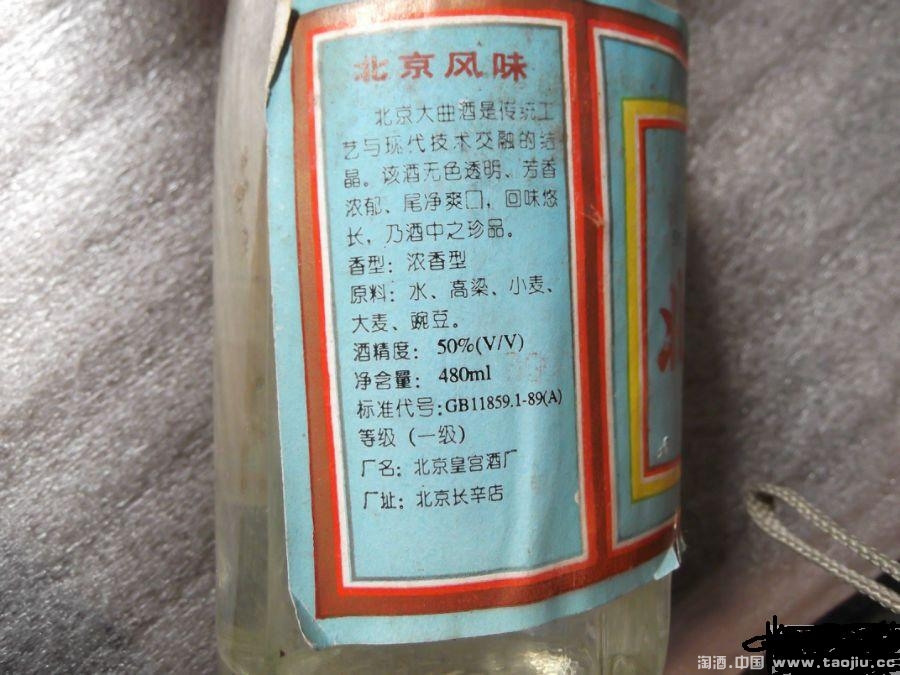 北京风味
北京大曲酒是传统工
艺与现代技术交融的结
晶。该酒无色透明、芳香
浓郁、尾净爽口，回味悠
长，乃酒中之珍品。
香型：浓香型
原料：水、高梁、小麦、
大麦、豌豆。
酒精度：50%(V/V)
净含量：480ml
标准代号：GB11859.1-89(A)
等级（一级）
厂名：北京皇宫酒厂
厂址：北京长辛店
淘酒.中国 www.taojiu.cc